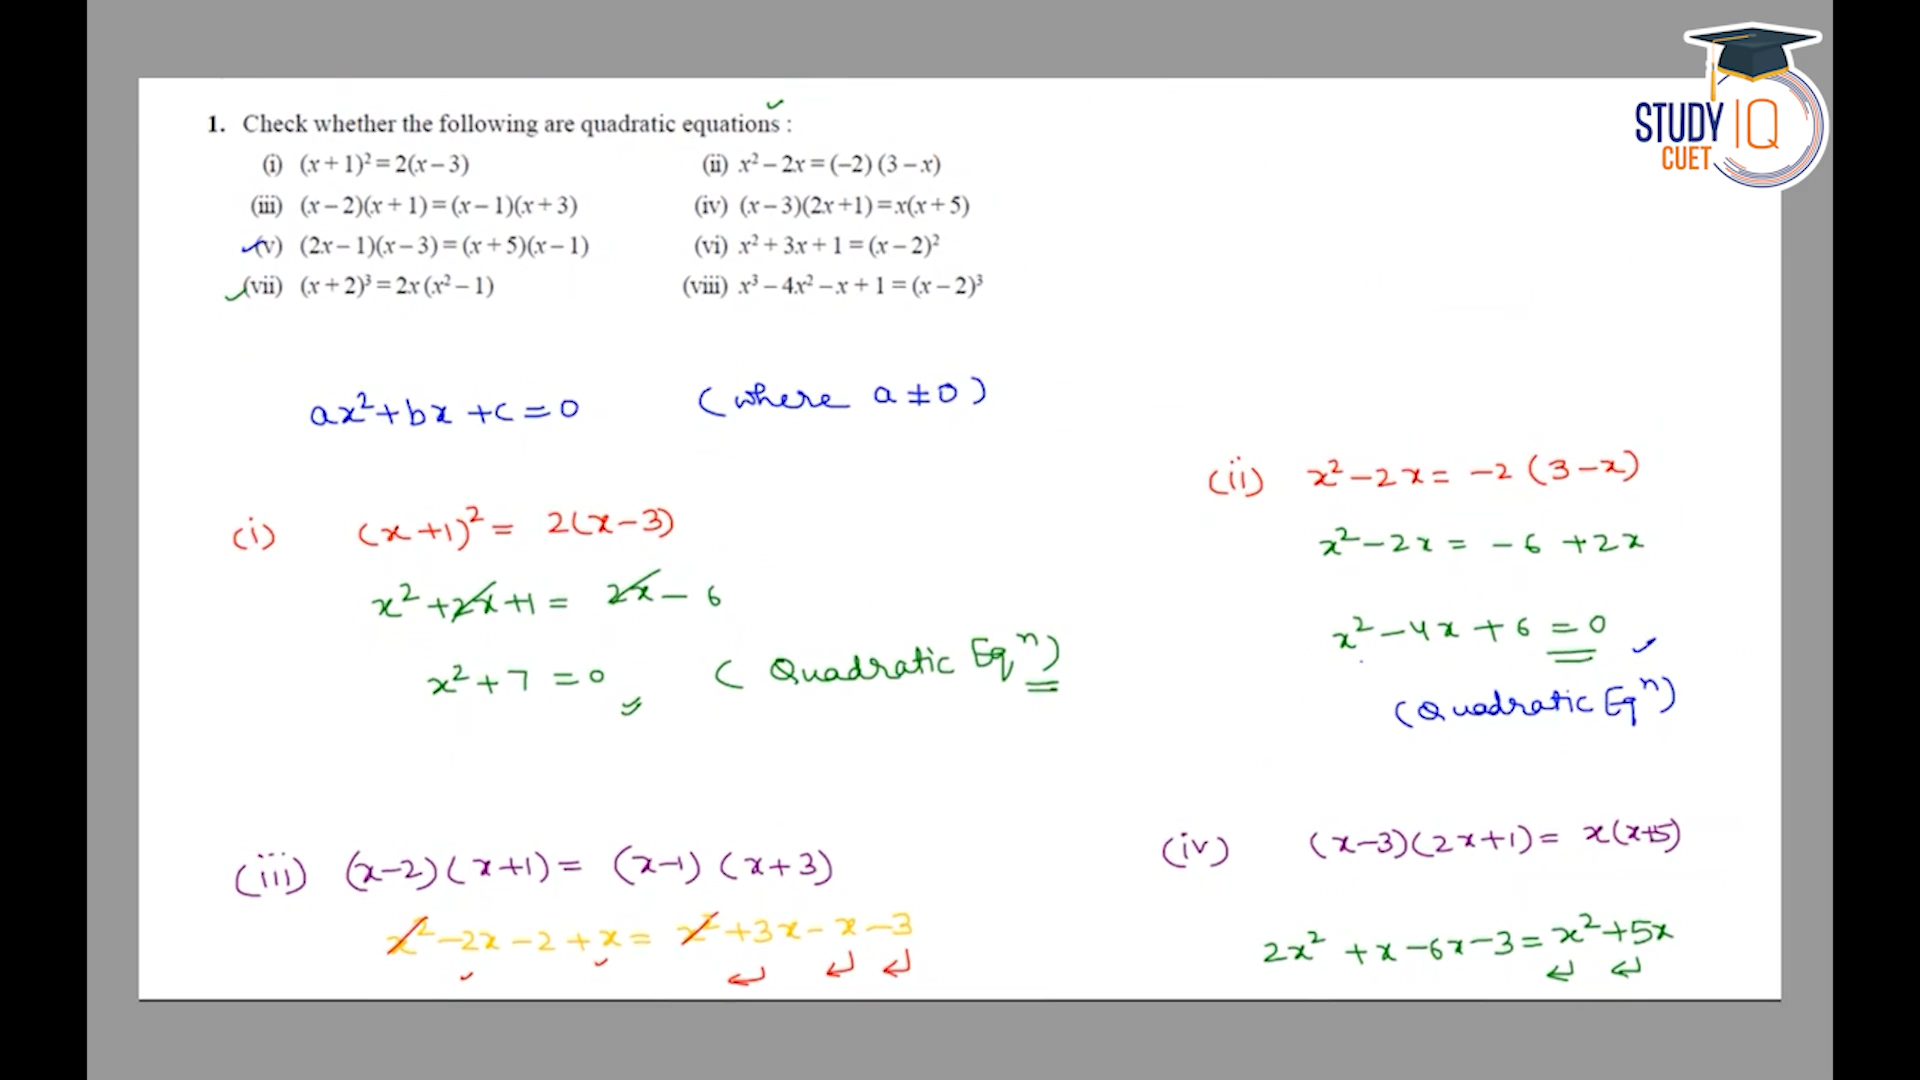 STUDY IQ
CUET
1. Check whether the following are quadratic equations :
(i) (x + 1)² = 2(x – 3) (ii) x² – 2x = (–2) (3 – x)
(iii) (x – 2)(x + 1) = (x – 1)(x + 3) (iv) (x – 3)(2x +1) = x(x + 5)
(v) (2x – 1)(x – 3) = (x + 5)(x – 1) (vi) x² + 3x + 1 = (x – 2)²
(vii) (x + 2)³ = 2x (x² – 1) (viii) x³ – 4x² – x + 1 = (x – 2)³
ax²+bx+c=0 (where a≠0)
(i) (x+1)² = 2(x-3)
x²+2x+1 = 2x-6
x²+7=0 (Quadratic Eqⁿ)
(ii) x²-2x = -2(3-x)
x²-2x = -6+2x
x²-4x+6=0
(Quadratic Eqⁿ)
(iii) (x-2)(x+1) = (x-1)(x+3)
x²-2x-2+x = x²+3x-x-3
(iv) (x-3)(2x+1) = x(x+5)
2x²+x-6x-3 = x²+5x